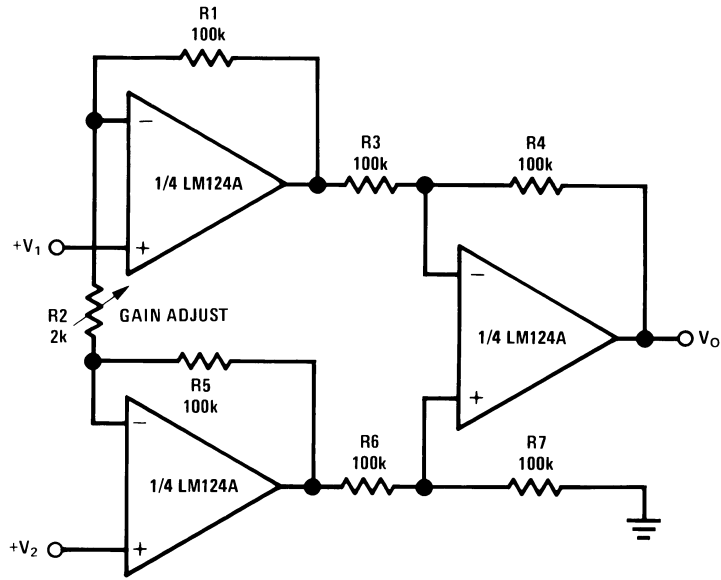 R1
100k
−
1/4 LM124A
+V1
+
R3
100k
R4
100k
−
1/4 LM124A
+
VO
R2
2k
GAIN ADJUST
R5
100k
−
1/4 LM124A
+V2
+
R6
100k
R7
100k